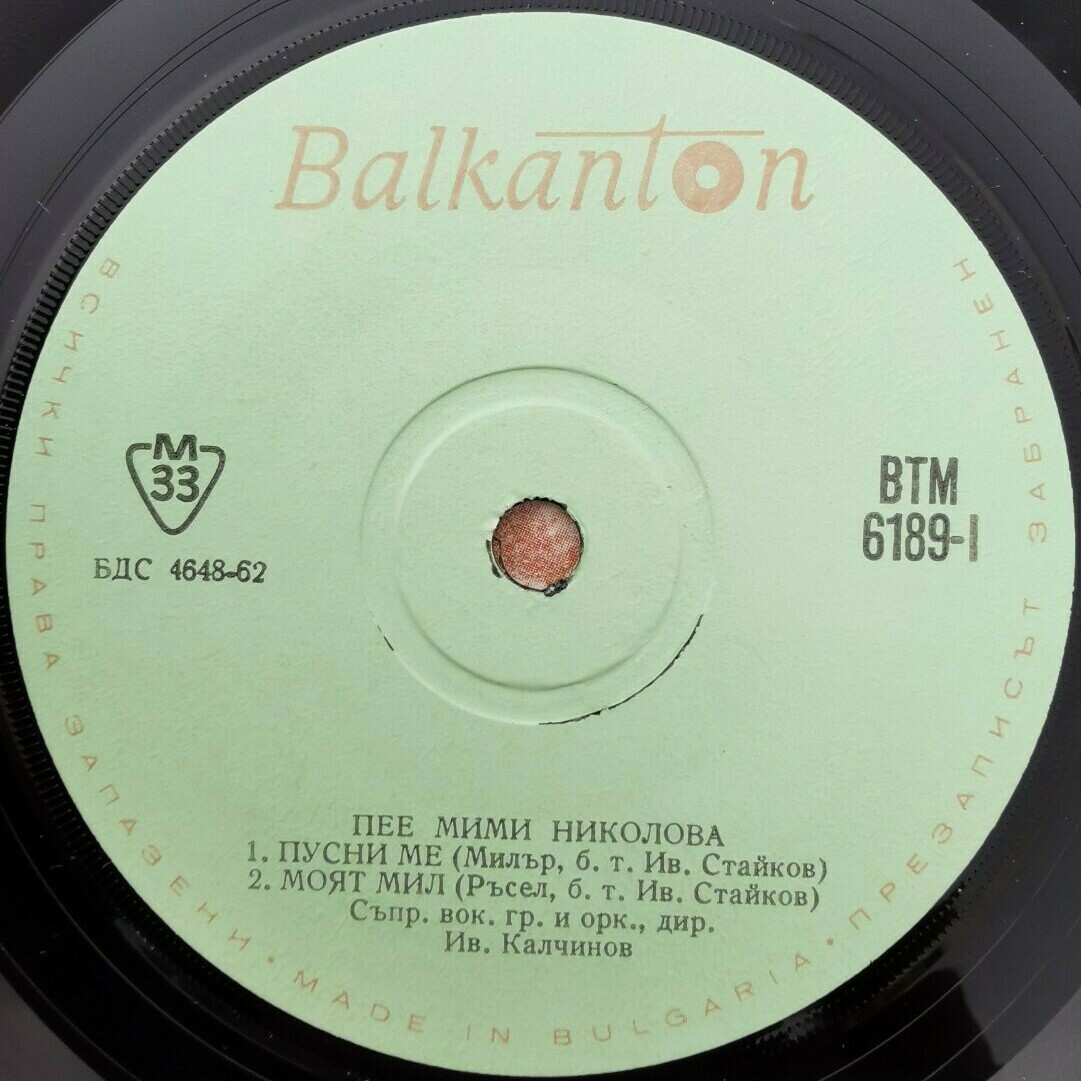 Balkanton
ВСИЧКИ ПРАВА ЗАПАЗЕНИ • MADE IN BULGARIA • ПРЕЗАПИСЪТ ЗАБРАНЕН
М
33
БДС 4648-62
ВТМ
6189-I
ПЕЕ МИМИ НИКОЛОВА
1. ПУСНИ МЕ (Милър, б. т. Ив. Стайков)
2. МОЯТ МИЛ (Ръсел, б. т. Ив. Стайков)
Съпр. вок. гр. и орк., дир.
Ив. Калчинов